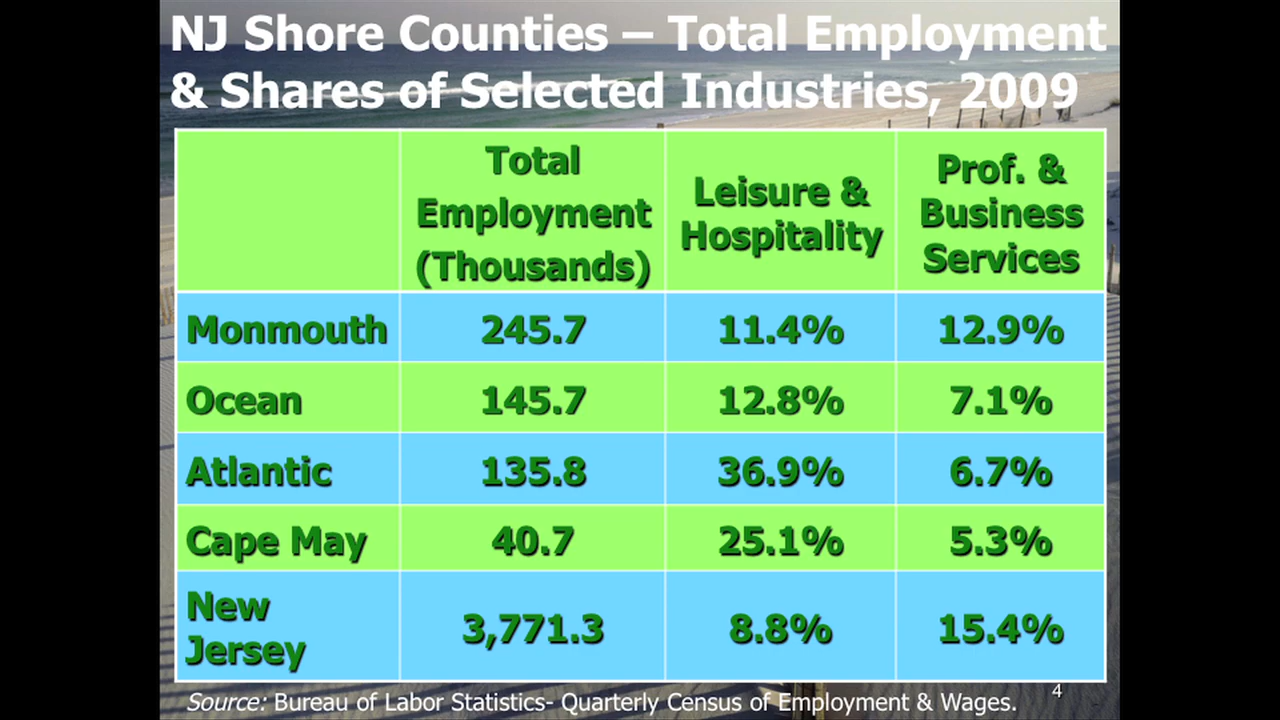 NJ Shore Counties – Total Employment
& Shares of Selected Industries, 2009
Total
Employment
(Thousands)
Leisure &
Hospitality
Prof. &
Business
Services
Monmouth 245.7 11.4% 12.9%
Ocean 145.7 12.8% 7.1%
Atlantic 135.8 36.9% 6.7%
Cape May 40.7 25.1% 5.3%
New
Jersey 3,771.3 8.8% 15.4%
Source: Bureau of Labor Statistics- Quarterly Census of Employment & Wages.
4